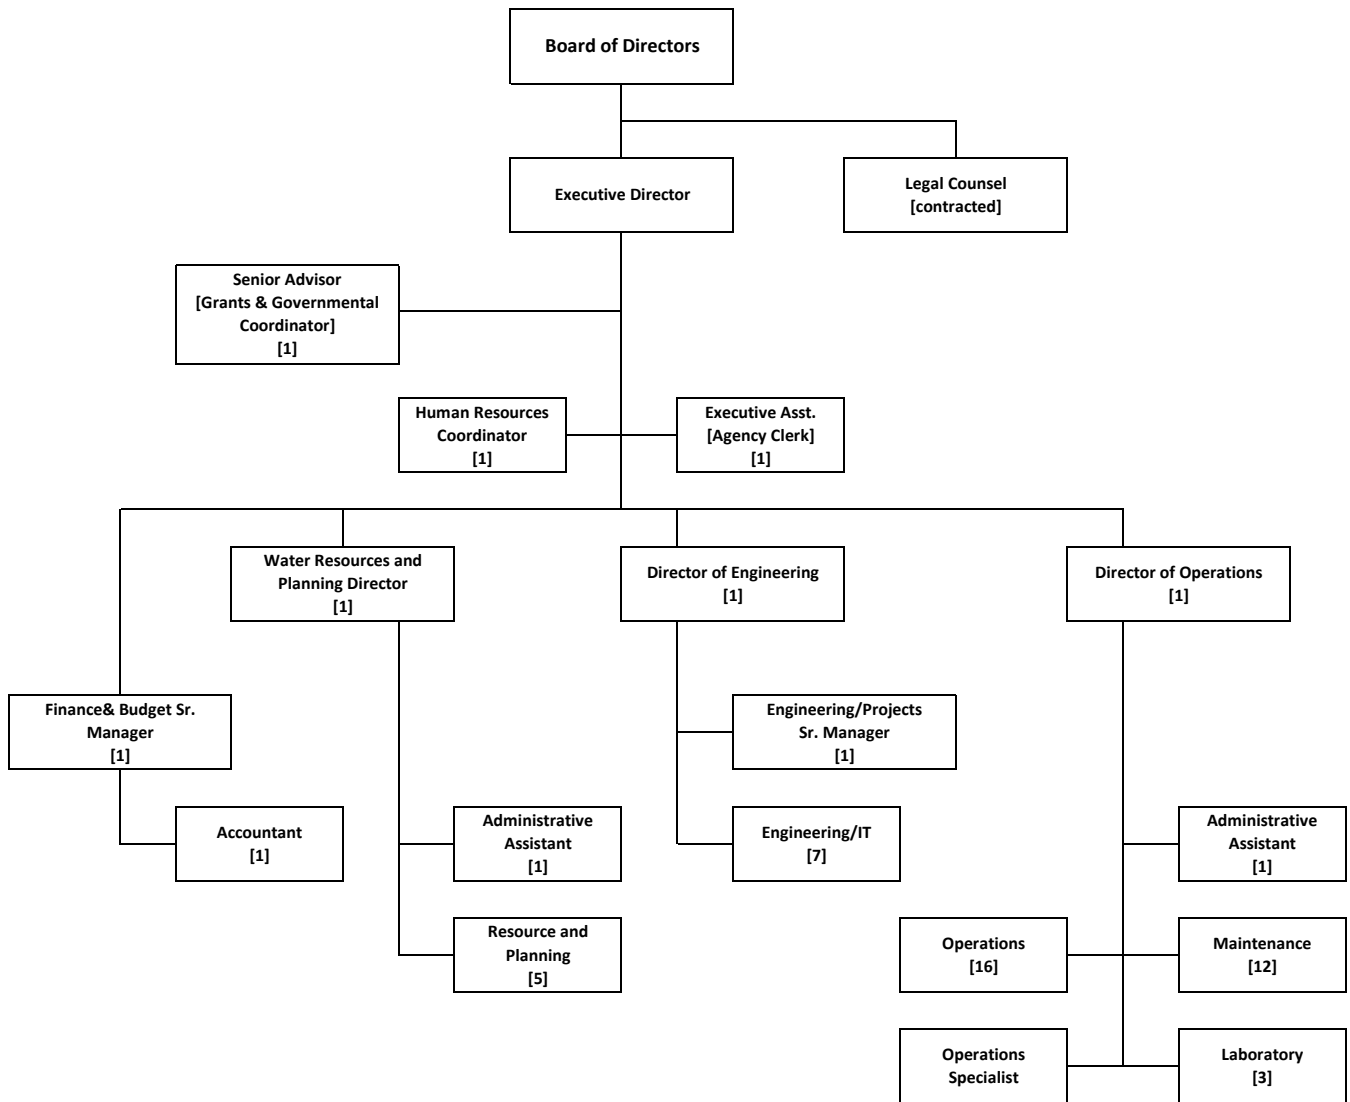 Board of Directors
Executive Director
Legal Counsel
[contracted]
Senior Advisor
[Grants & Governmental
Coordinator]
[1]
Human Resources
Coordinator
[1]
Executive Asst.
[Agency Clerk]
[1]
Water Resources and
Planning Director
[1]
Director of Engineering
[1]
Director of Operations
[1]
Finance& Budget Sr.
Manager
[1]
Engineering/Projects
Sr. Manager
[1]
Accountant
[1]
Administrative
Assistant
[1]
Engineering/IT
[7]
Administrative
Assistant
[1]
Resource and
Planning
[5]
Operations
[16]
Maintenance
[12]
Operations
Specialist
Laboratory
[3]